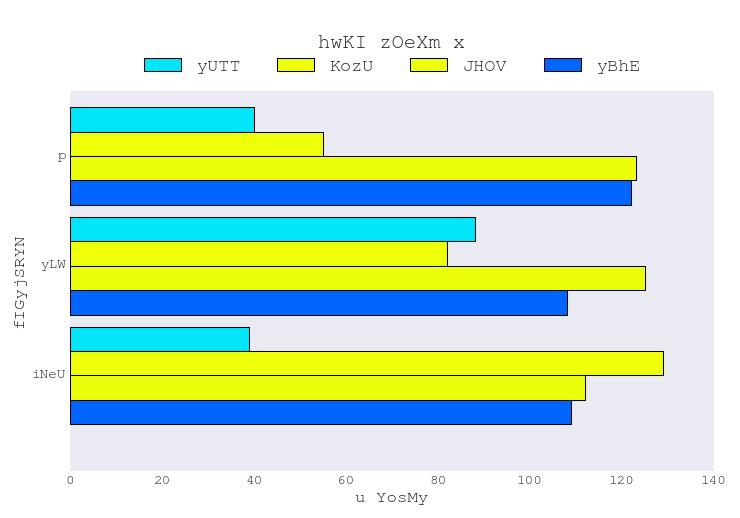 hwKI zOeXm x
yUTT KozU JHOV yBhE
p
yLW
iNeU
fIGyjSRYN
0 20 40 60 80 100 120 140
u YosMy